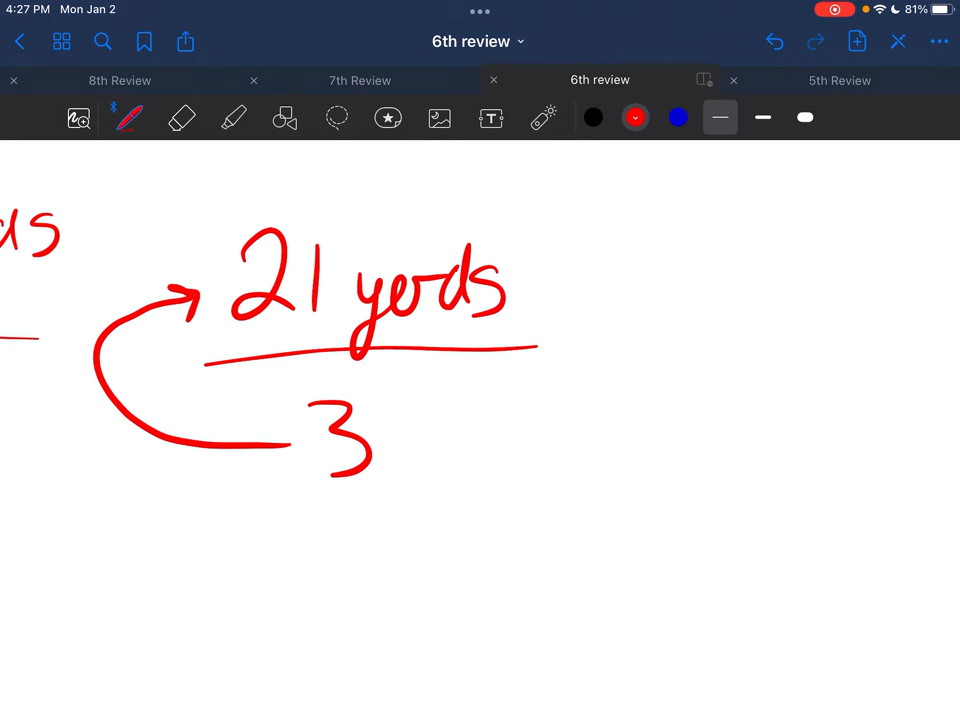 4:27 PM Mon Jan 2 81%
6th review
8th Review 7th Review 6th review 5th Review
T
21 yards
3